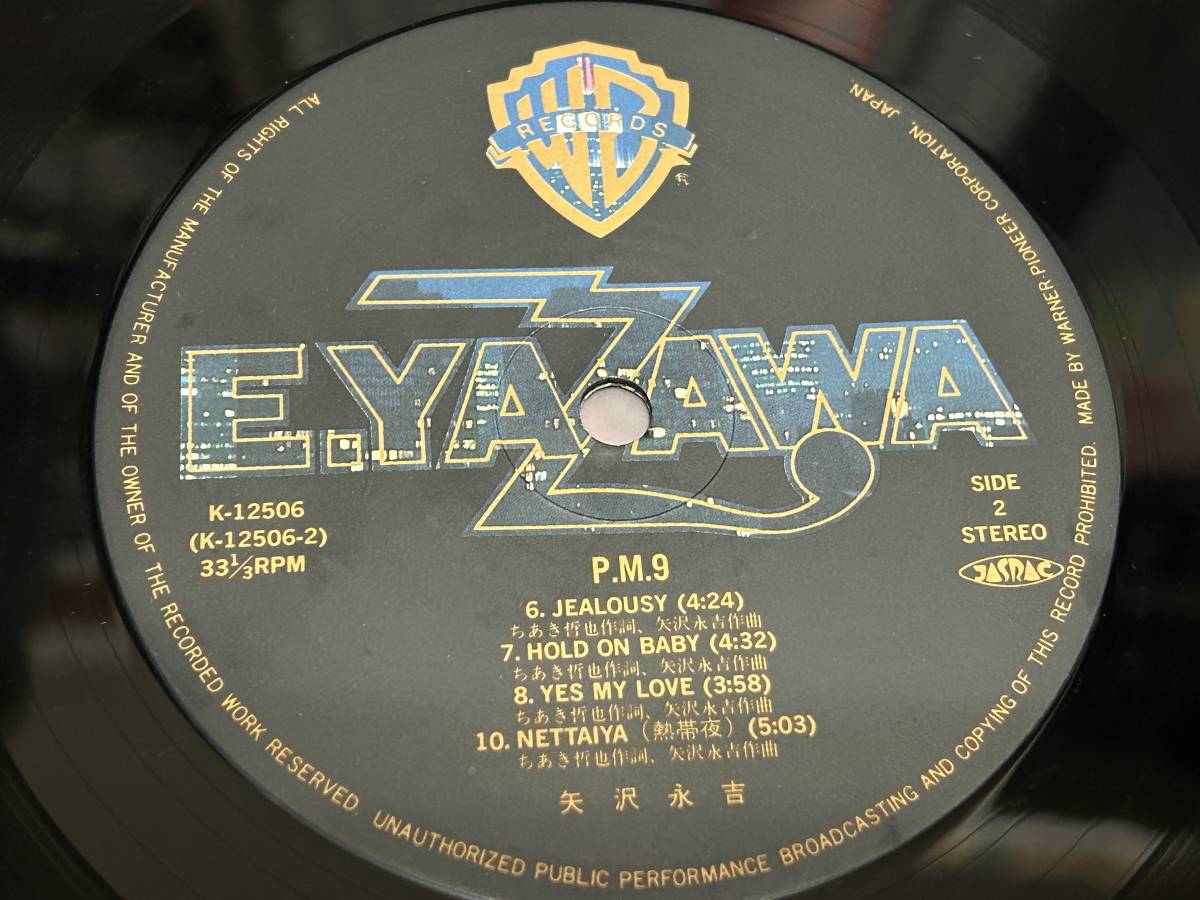 WB
RECORDS
R
E.YAZAWA
K-12506
(K-12506-2)
33 1/3 RPM
SIDE
2
STEREO
JASRAC
P.M.9
6. JEALOUSY (4:24)
ちあき哲也作詞、矢沢永吉作曲
7. HOLD ON BABY (4:32)
ちあき哲也作詞、矢沢永吉作曲
8. YES MY LOVE (3:58)
ちあき哲也作詞、矢沢永吉作曲
10. NETTAIYA (熱帯夜) (5:03)
ちあき哲也作詞、矢沢永吉作曲
矢沢永吉
ALL RIGHTS OF THE MANUFACTURER AND OF THE OWNER OF THE RECORDED WORK RESERVED. UNAUTHORIZED PUBLIC PERFORMANCE BROADCASTING AND COPYING OF THIS RECORD PROHIBITED. MADE BY WARNER-PIONEER CORPORATION, JAPAN.